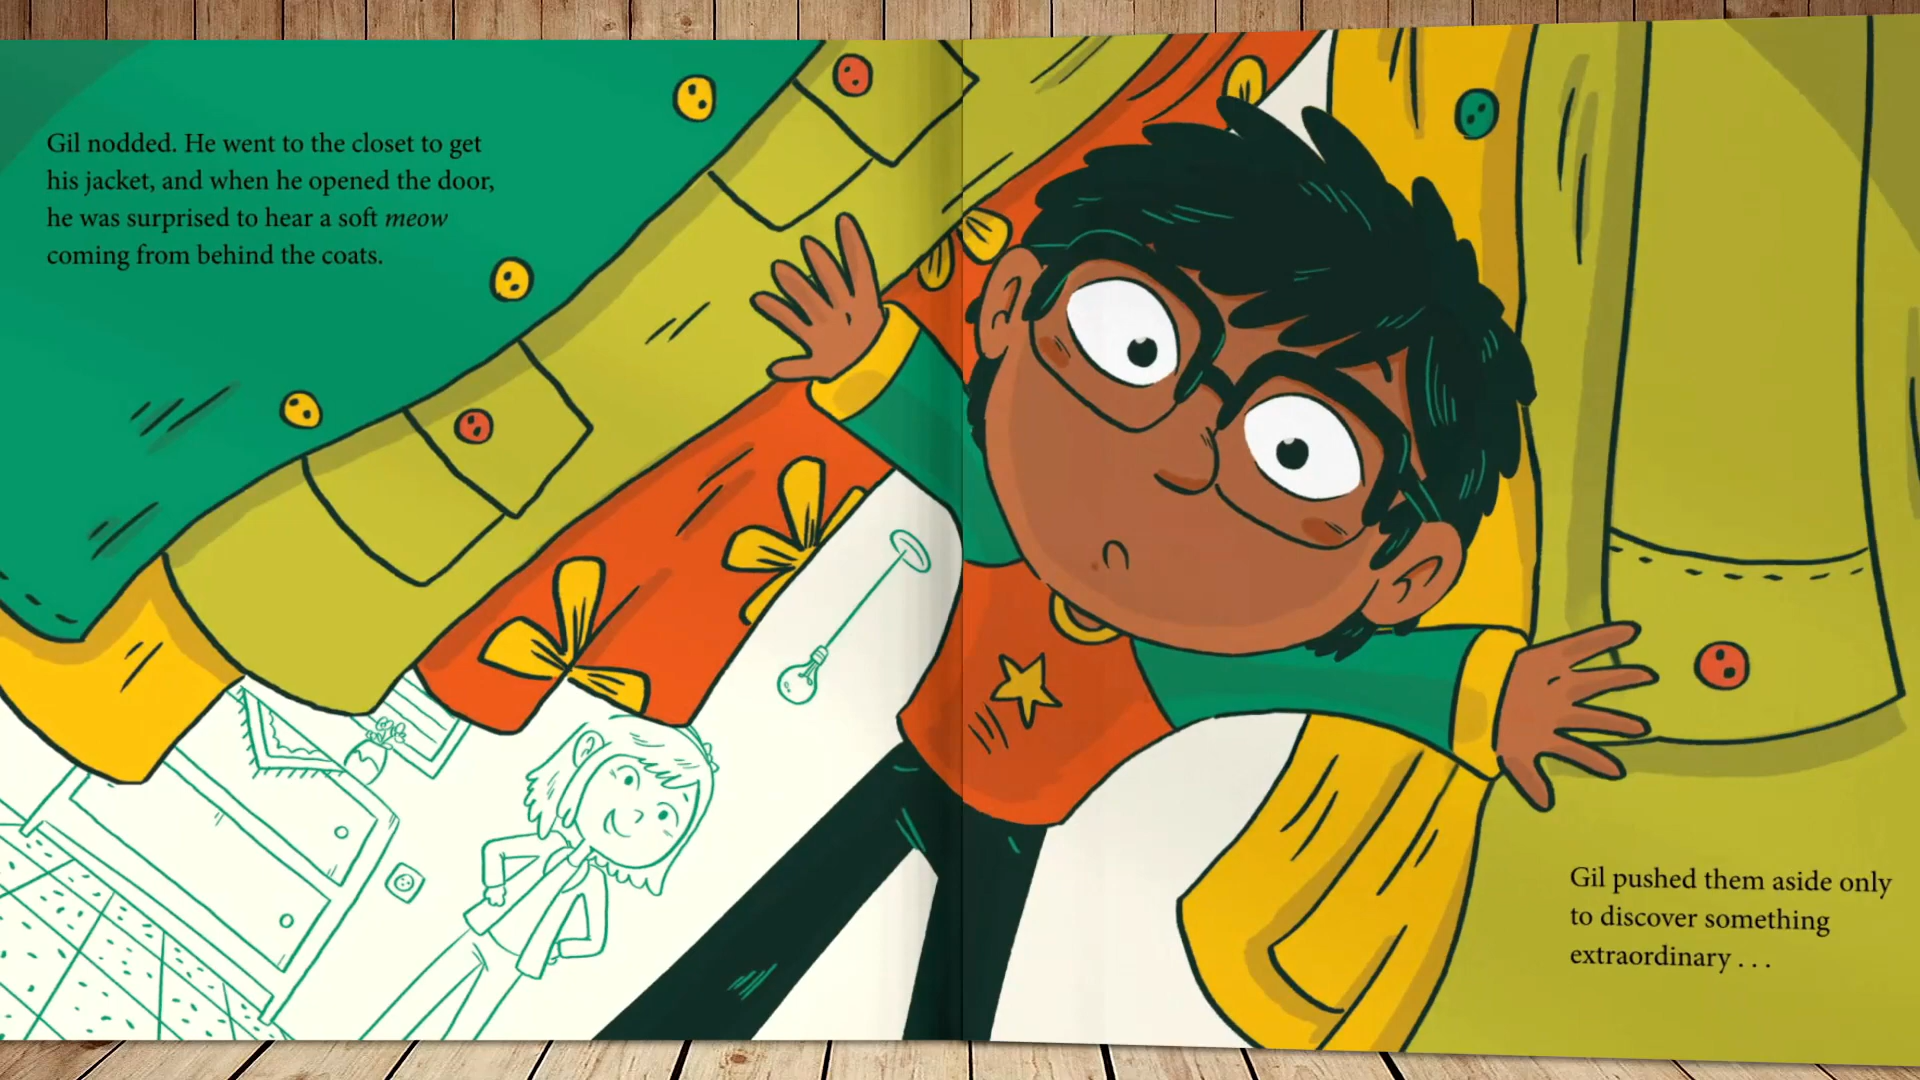 Gil nodded. He went to the closet to get
his jacket, and when he opened the door,
he was surprised to hear a soft meow
coming from behind the coats.
Gil pushed them aside only
to discover something
extraordinary . . .